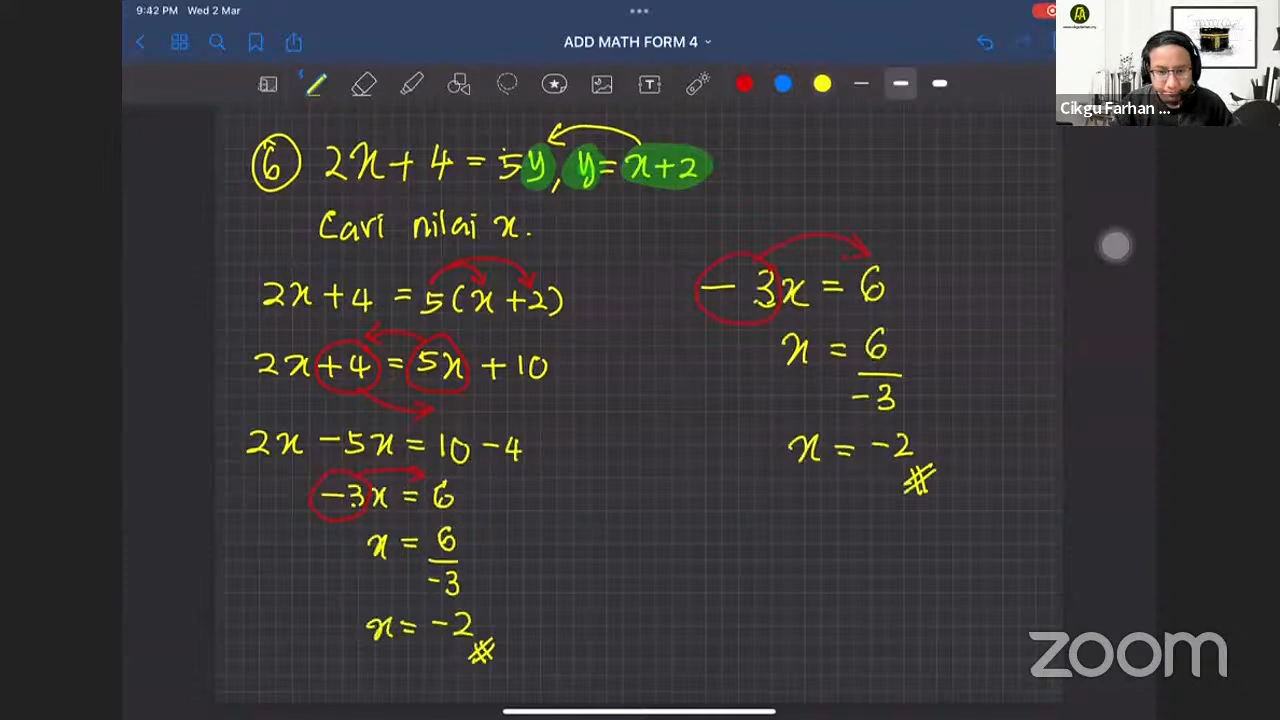 9:42 PM Wed 2 Mar
ADD MATH FORM 4
Cikgu Farhan ...
6 2x + 4 = 5y, y = x+2
Cari nilai x.
2x + 4 = 5(x + 2)
2x + 4 = 5x + 10
2x - 5x = 10 - 4
-3x = 6
x = 6/-3
x = -2
-3x = 6
x = 6/-3
x = -2
zoom